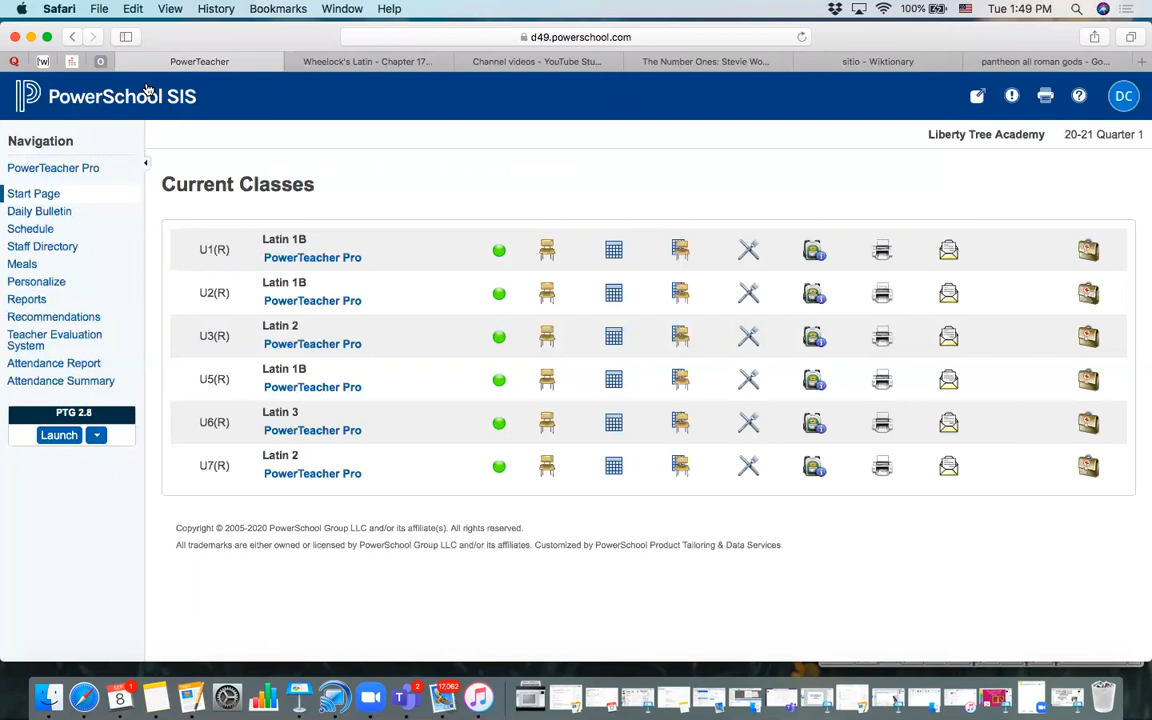 Safari File Edit View History Bookmarks Window Help 100% Tue 1:49 PM
d49.powerschool.com
PowerTeacher Wheelock's Latin - Chapter 17... Channel videos - YouTube Stu... The Number Ones: Stevie Wo... sitio - Wiktionary pantheon all roman gods - Go...
PowerSchool SIS DC
Liberty Tree Academy 20-21 Quarter 1
Navigation
PowerTeacher Pro
Start Page
Daily Bulletin
Schedule
Staff Directory
Meals
Personalize
Reports
Recommendations
Teacher Evaluation
System
Attendance Report
Attendance Summary
PTG 2.8
Launch
Current Classes
U1(R) Latin 1B
PowerTeacher Pro
U2(R) Latin 1B
PowerTeacher Pro
U3(R) Latin 2
PowerTeacher Pro
U5(R) Latin 1B
PowerTeacher Pro
U6(R) Latin 3
PowerTeacher Pro
U7(R) Latin 2
PowerTeacher Pro
Copyright © 2005-2020 PowerSchool Group LLC and/or its affiliate(s). All rights reserved.
All trademarks are either owned or licensed by PowerSchool Group LLC and/or its affiliates. Customized by PowerSchool Product Tailoring & Data Services.
SEP 8 1 2 17,062